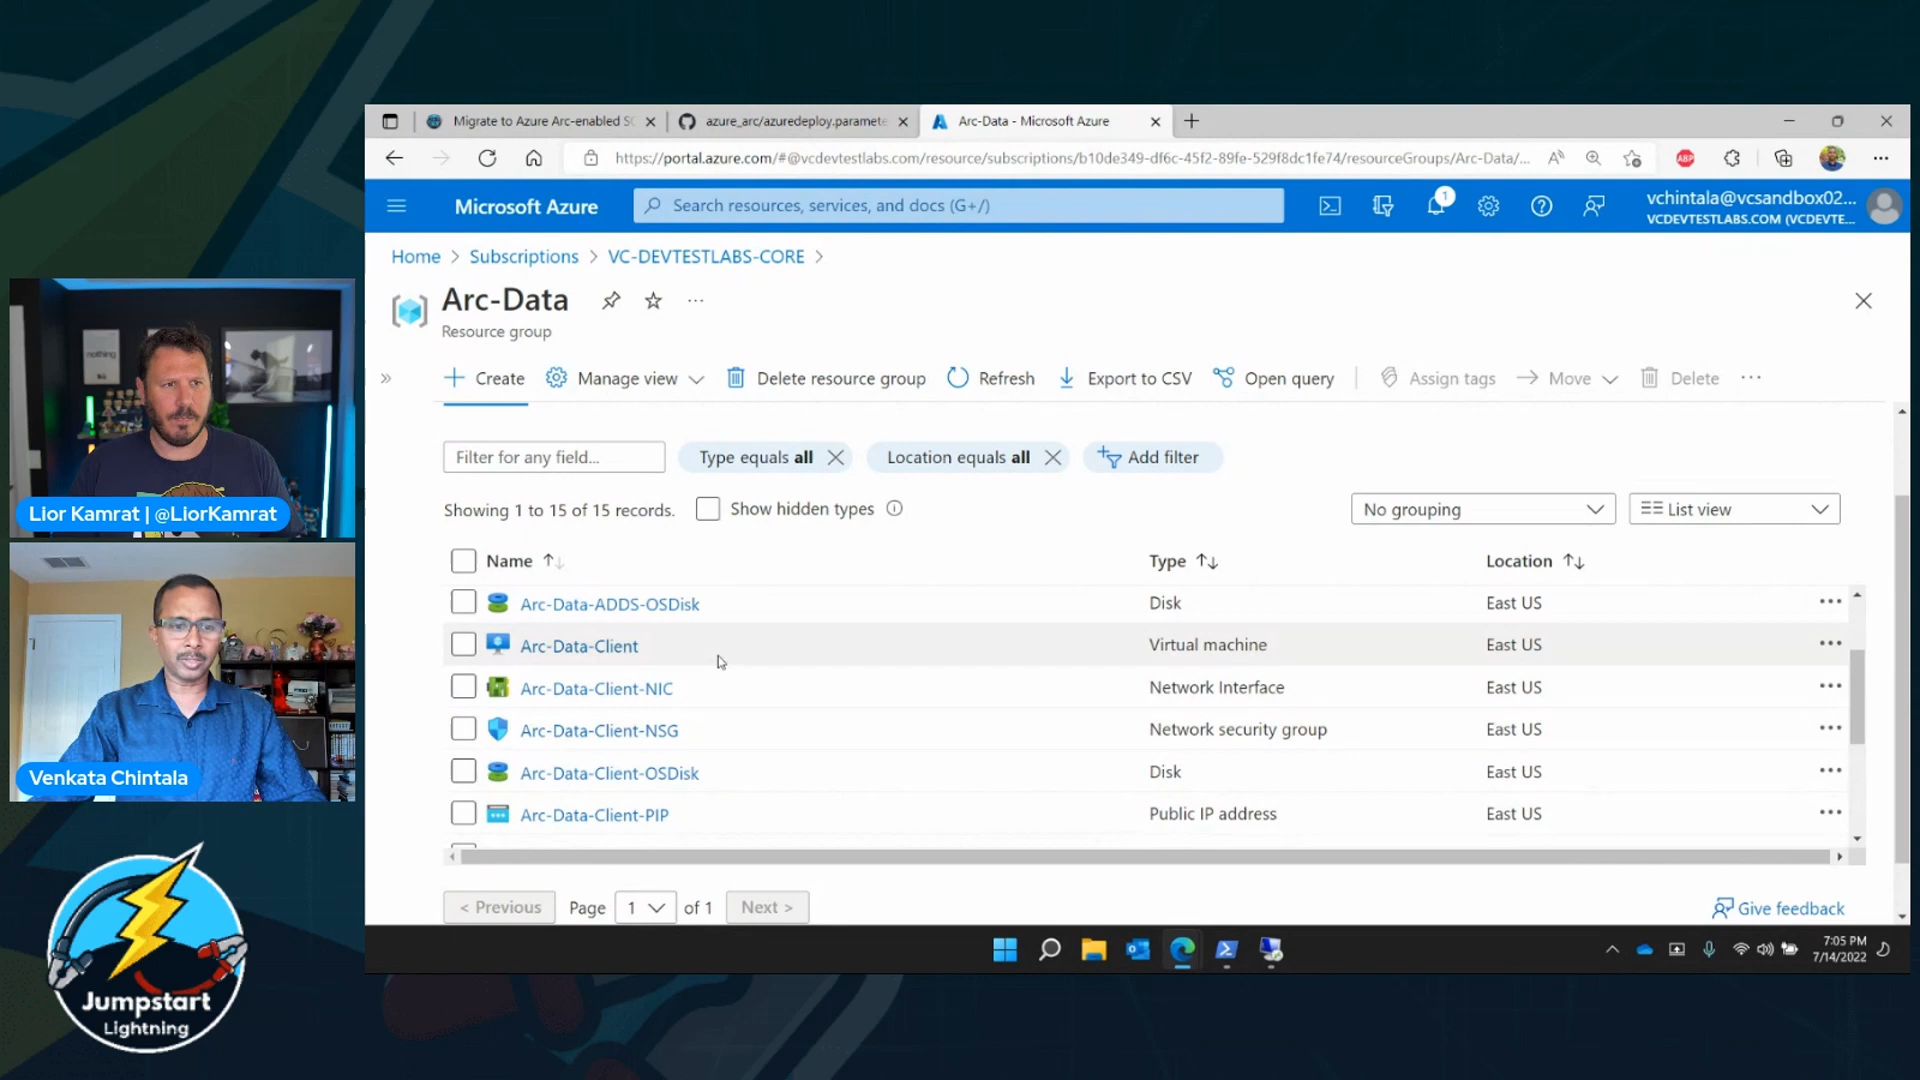 Migrate to Azure Arc-enabled SQ
azure_arc/azuredeploy.paramete
Arc-Data - Microsoft Azure
https://portal.azure.com/#@vcdevtestlabs.com/resource/subscriptions/b10de349-df6c-45f2-89fe-529f8dc1fe74/resourceGroups/Arc-Data/...
ABP
Microsoft Azure
Search resources, services, and docs (G+/)
1
vchintala@vcsandbox02...
VCDEVTESTLABS.COM (VCDEVTE...
Home > Subscriptions > VC-DEVTESTLABS-CORE >
Arc-Data
Resource group
Create
Manage view
Delete resource group
Refresh
Export to CSV
Open query
Assign tags
Move
Delete
Filter for any field...
Type equals all
Location equals all
Add filter
Showing 1 to 15 of 15 records.
Show hidden types
No grouping
List view
Name Type Location
Arc-Data-ADDS-OSDisk Disk East US
Arc-Data-Client Virtual machine East US
Arc-Data-Client-NIC Network Interface East US
Arc-Data-Client-NSG Network security group East US
Arc-Data-Client-OSDisk Disk East US
Arc-Data-Client-PIP Public IP address East US
< Previous Page 1 of 1 Next >
Give feedback
7:05 PM
7/14/2022
nothing
Lior Kamrat | @LiorKamrat
Venkata Chintala
Jumpstart
Lightning